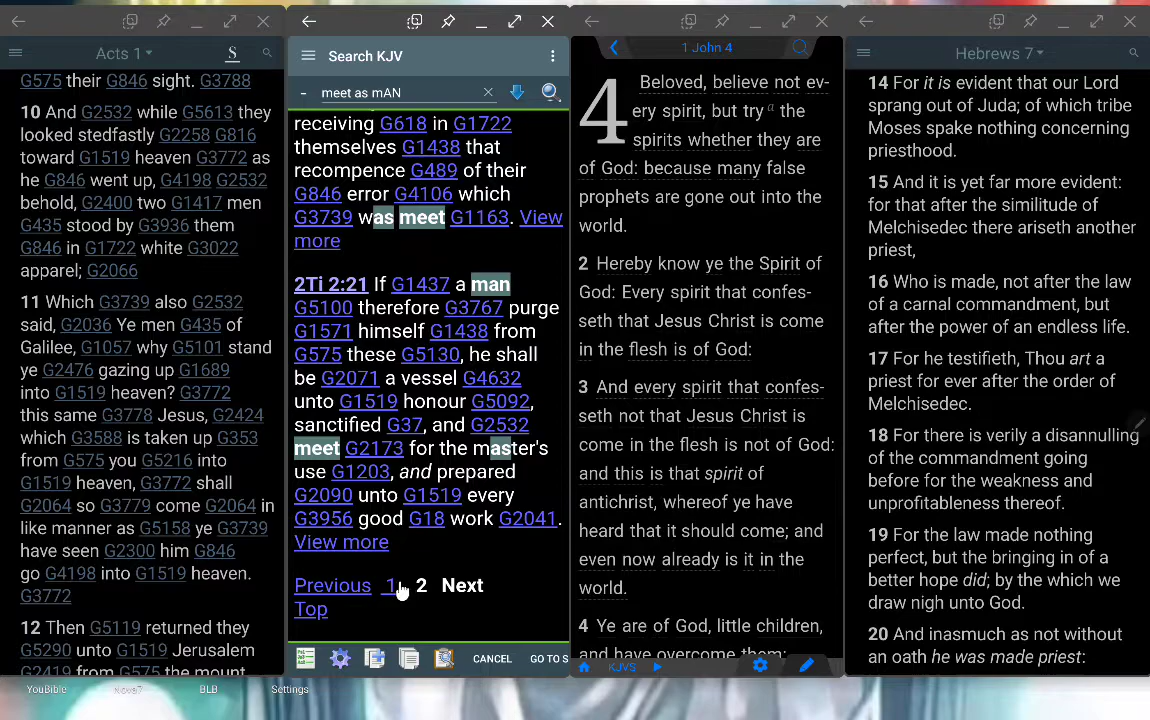 Acts 1
S
G575 their G846 sight. G3788
10 And G2532 while G5613 they
looked stedfastly G2258 G816
toward G1519 heaven G3772 as
he G846 went up, G4198 G2532
behold, G2400 two G1417 men
G435 stood by G3936 them
G846 in G1722 white G3022
apparel; G2066
11 Which G3739 also G2532
said, G2036 Ye men G435 of
Galilee, G1057 why G5101 stand
ye G2476 gazing up G1689
into G1519 heaven? G3772
this same G3778 Jesus, G2424
which G3588 is taken up G353
from G575 you G5216 into
G1519 heaven, G3772 shall
G2064 so G3779 come G2064 in
like manner as G5158 ye G3739
have seen G2300 him G846
go G4198 into G1519 heaven.
G3772
12 Then G5119 returned they
G5290 unto G1519 Jerusalem
G2419 from G575 the mount
Search KJV
meet as mAN
receiving G618 in G1722
themselves G1438 that
recompence G489 of their
G846 error G4106 which
G3739 was meet G1163. View
more
2Ti 2:21 If G1437 a man
G5100 therefore G3767 purge
G1571 himself G1438 from
G575 these G5130, he shall
be G2071 a vessel G4632
unto G1519 honour G5092,
sanctified G37, and G2532
meet G2173 for the master's
use G1203, and prepared
G2090 unto G1519 every
G3956 good G18 work G2041.
View more
Previous 1 2 Next
Top
CANCEL GO TO S
1 John 4
4 Beloved, believe not ev-
ery spirit, but try a the
spirits whether they are
of God: because many false
prophets are gone out into the
world.
2 Hereby know ye the Spirit of
God: Every spirit that confes-
seth that Jesus Christ is come
in the flesh is of God:
3 And every spirit that confes-
seth not that Jesus Christ is
come in the flesh is not of God:
and this is that spirit of
antichrist, whereof ye have
heard that it should come; and
even now already is it in the
world.
4 Ye are of God, little children,
and have overcome them:
KJVS
Hebrews 7
14 For it is evident that our Lord
sprang out of Juda; of which tribe
Moses spake nothing concerning
priesthood.
15 And it is yet far more evident:
for that after the similitude of
Melchisedec there ariseth another
priest,
16 Who is made, not after the law
of a carnal commandment, but
after the power of an endless life.
17 For he testifieth, Thou art a
priest for ever after the order of
Melchisedec.
18 For there is verily a disannulling
of the commandment going
before for the weakness and
unprofitableness thereof.
19 For the law made nothing
perfect, but the bringing in of a
better hope did; by the which we
draw nigh unto God.
20 And inasmuch as not without
an oath he was made priest:
YouBible nova7 BLB Settings